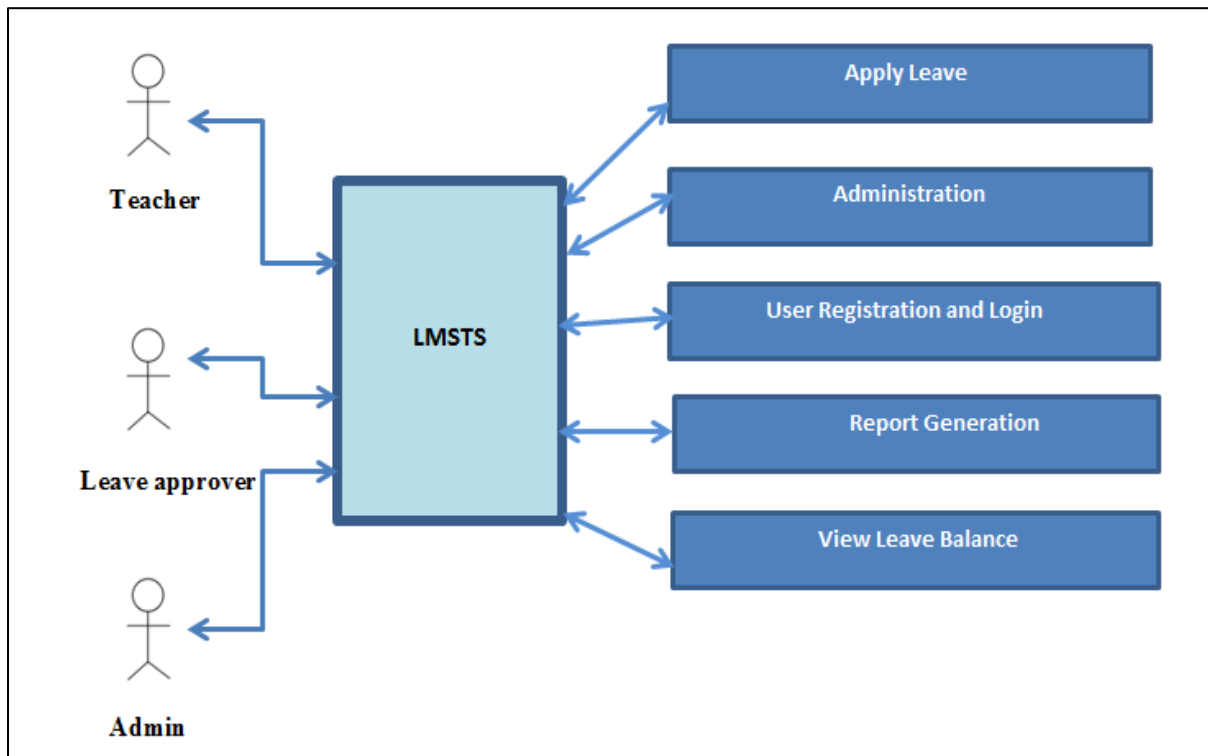 Teacher
Leave approver
Admin
LMSTS
Apply Leave
Administration
User Registration and Login
Report Generation
View Leave Balance